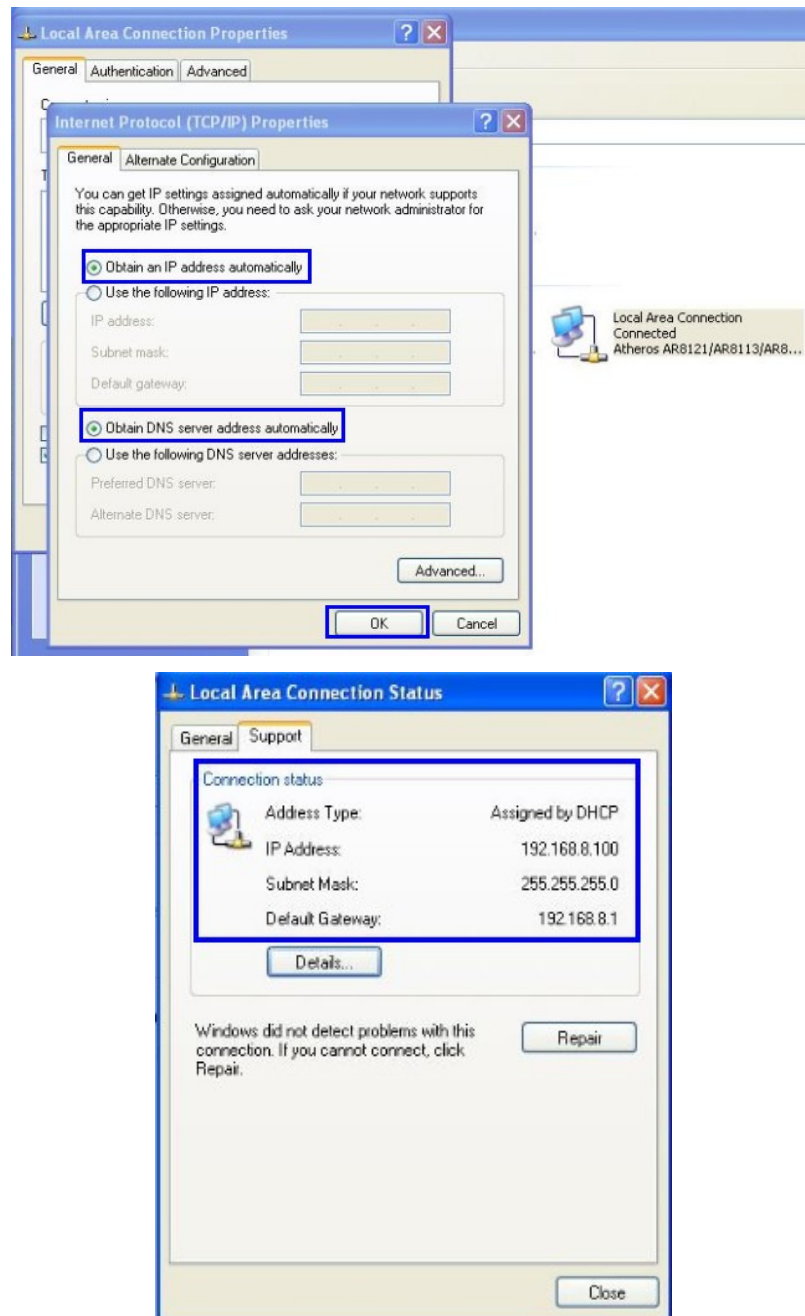 Local Area Connection Properties
General Authentication Advanced
Internet Protocol (TCP/IP) Properties
General Alternate Configuration
You can get IP settings assigned automatically if your network supports
this capability. Otherwise, you need to ask your network administrator for
the appropriate IP settings.
Obtain an IP address automatically
Use the following IP address:
IP address:
Subnet mask:
Default gateway:
Obtain DNS server address automatically
Use the following DNS server addresses:
Preferred DNS server:
Alternate DNS server:
Advanced...
OK Cancel
Local Area Connection
Connected
Atheros AR8121/AR8113/AR8...
Local Area Connection Status
General Support
Connection status
Address Type: Assigned by DHCP
IP Address: 192.168.8.100
Subnet Mask: 255.255.255.0
Default Gateway: 192.168.8.1
Details...
Windows did not detect problems with this
connection. If you cannot connect, click
Repair.
Repair
Close